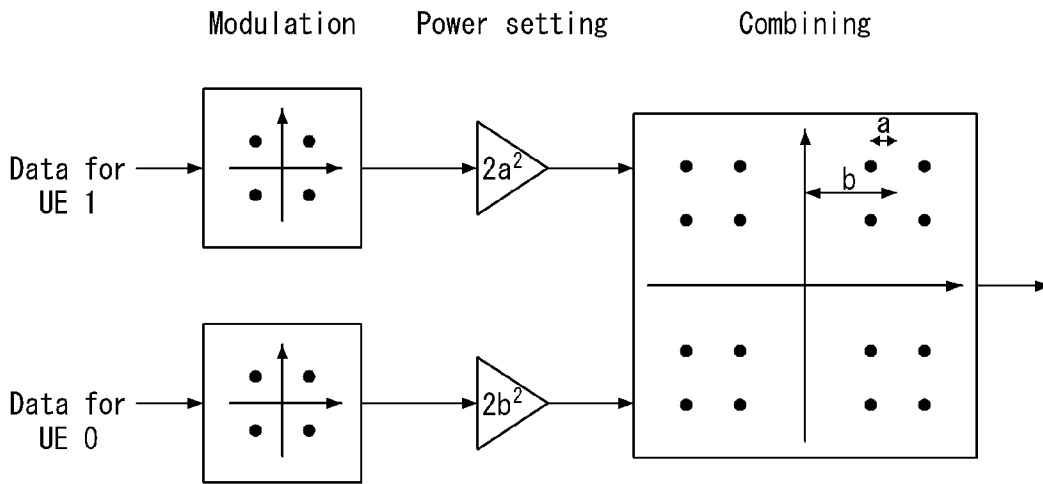 Modulation
Power setting
Combining
Data for
UE 1
2a²
a
b
Data for
UE 0
2b²